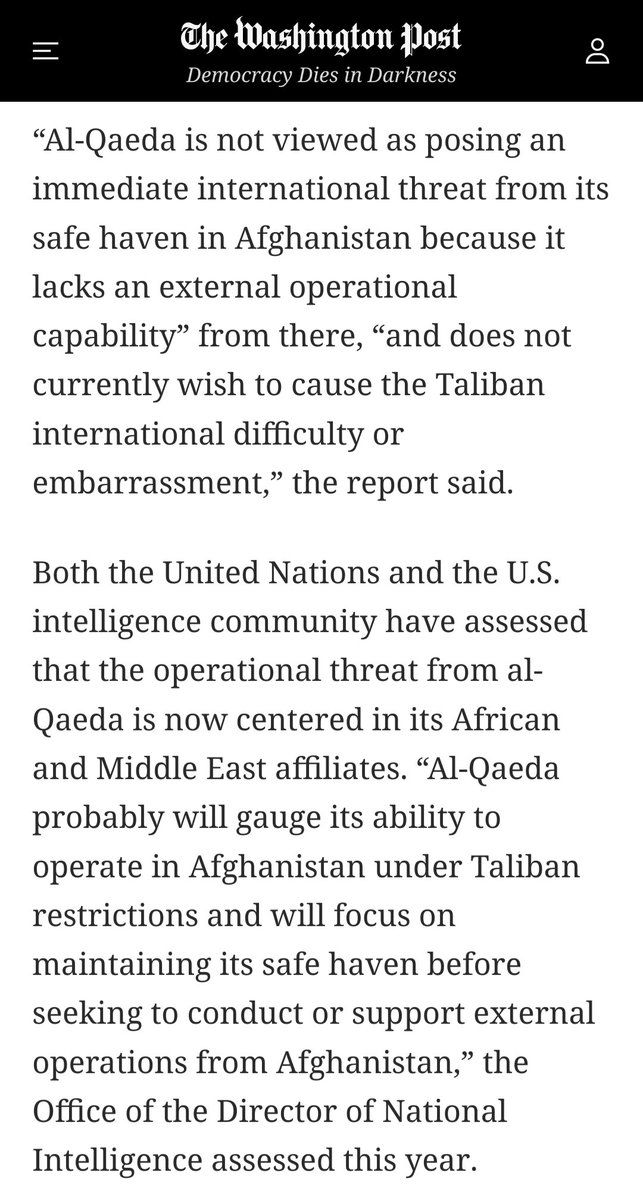 The Washington Post
Democracy Dies in Darkness
“Al-Qaeda is not viewed as posing an
immediate international threat from its
safe haven in Afghanistan because it
lacks an external operational
capability” from there, “and does not
currently wish to cause the Taliban
international difficulty or
embarrassment,” the report said.
Both the United Nations and the U.S.
intelligence community have assessed
that the operational threat from al-
Qaeda is now centered in its African
and Middle East affiliates. “Al-Qaeda
probably will gauge its ability to
operate in Afghanistan under Taliban
restrictions and will focus on
maintaining its safe haven before
seeking to conduct or support external
operations from Afghanistan,” the
Office of the Director of National
Intelligence assessed this year.